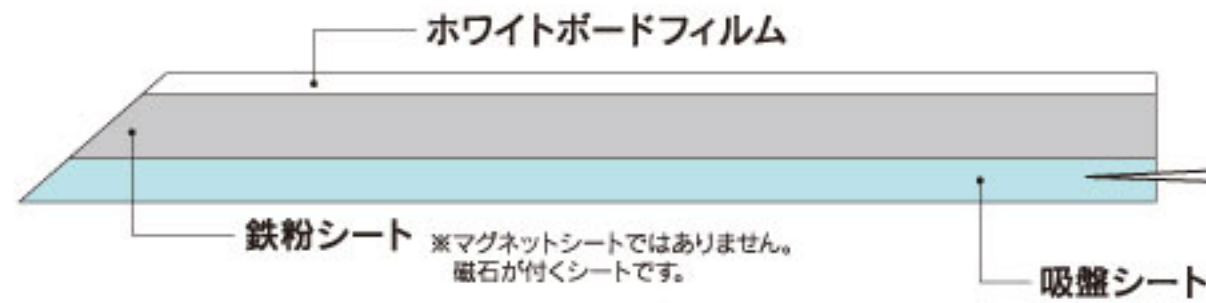 ホワイトボードフィルム
鉄粉シート
※マグネットシートではありません。
磁石が付くシートです。
吸盤シート